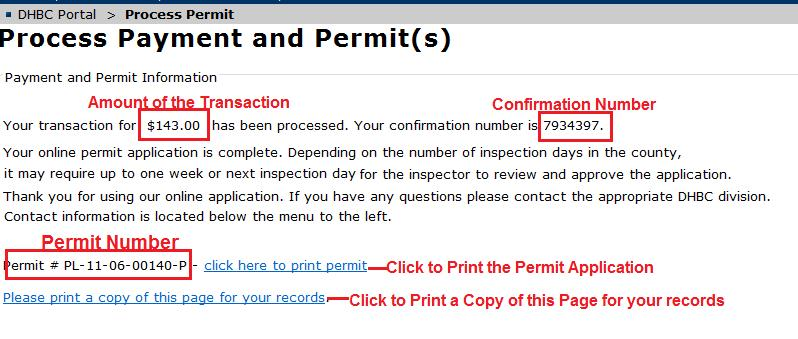 DHBC Portal > Process Permit
Process Payment and Permit(s)
Payment and Permit Information
Amount of the Transaction
Confirmation Number
Your transaction for $143.00 has been processed. Your confirmation number is 7934397.
Your online permit application is complete. Depending on the number of inspection days in the county,
it may require up to one week or next inspection day for the inspector to review and approve the application.
Thank you for using our online application. If you have any questions please contact the appropriate DHBC division.
Contact information is located below the menu to the left.
Permit Number
Permit # PL-11-06-00140-P - click here to print permit Click to Print the Permit Application
Please print a copy of this page for your records. Click to Print a Copy of this Page for your records